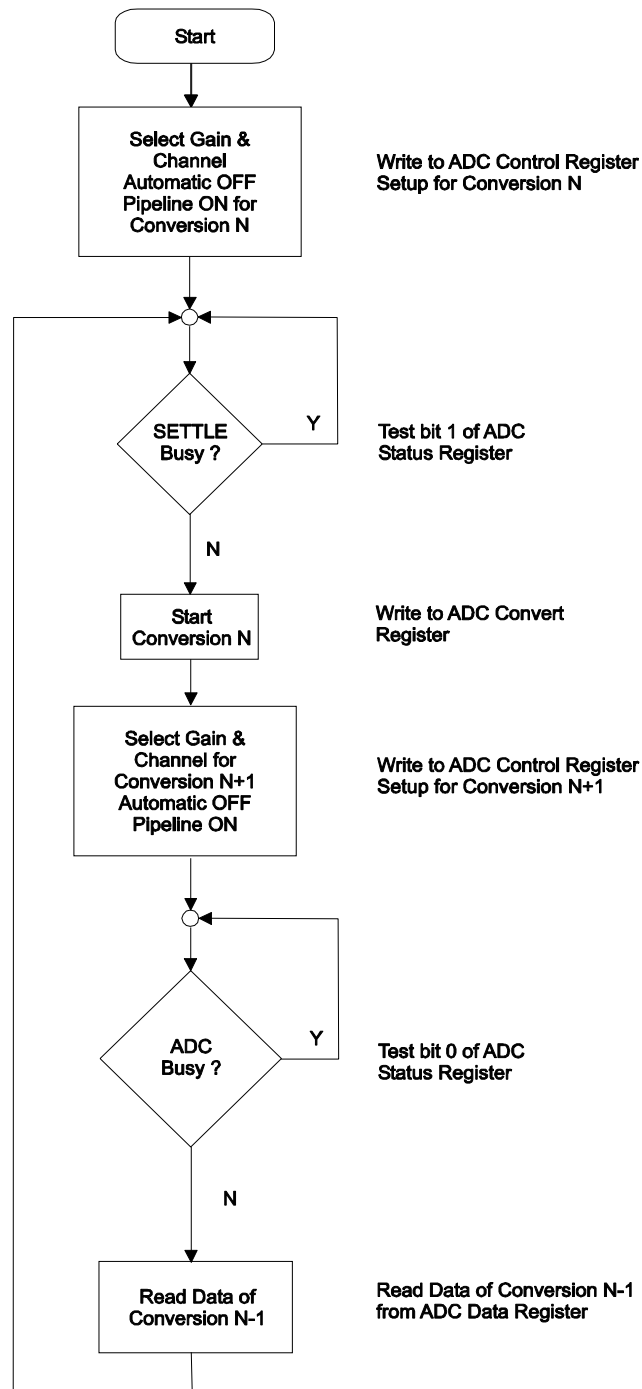 Start
Select Gain &
Channel
Automatic OFF
Pipeline ON for
Conversion N
Write to ADC Control Register
Setup for Conversion N
SETTLE
Busy ?
Y
Test bit 1 of ADC
Status Register
N
Start
Conversion N
Write to ADC Convert
Register
Select Gain &
Channel for
Conversion N+1
Automatic OFF
Pipeline ON
Write to ADC Control Register
Setup for Conversion N+1
ADC
Busy ?
Y
Test bit 0 of ADC
Status Register
N
Read Data of
Conversion N-1
Read Data of Conversion N-1
from ADC Data Register